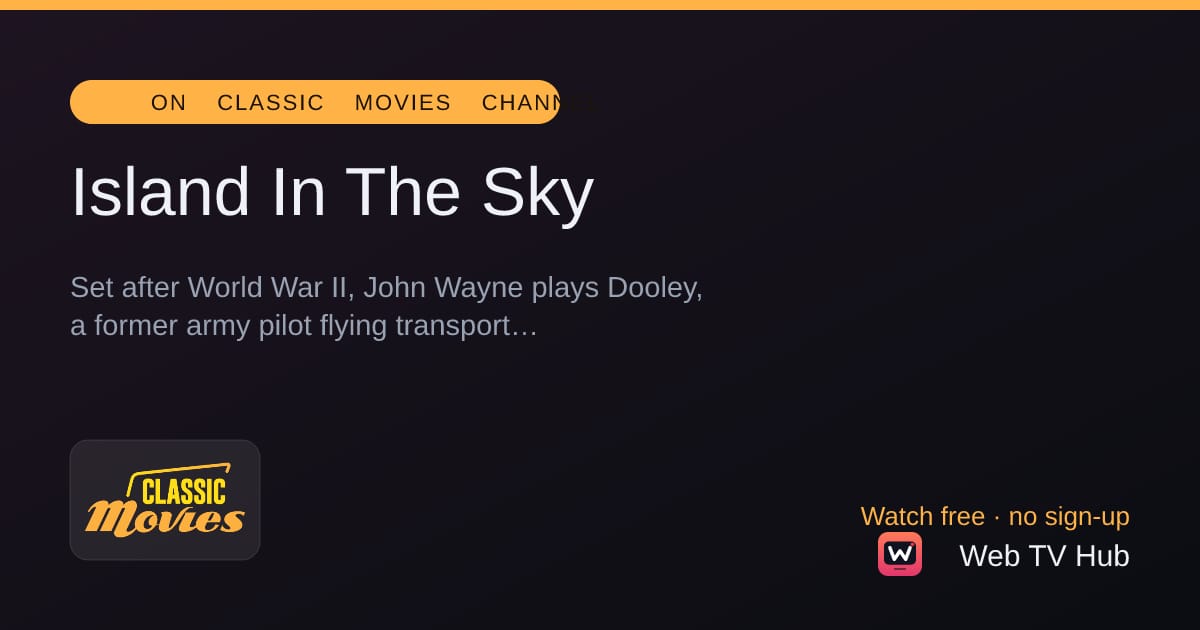 ON CLASSIC MOVIES CHANN
Island In The Sky
Set after World War II, John Wayne plays Dooley,
a former army pilot flying transport…
CLASSIC
Movies
Watch free · no sign-up
W
Web TV Hub